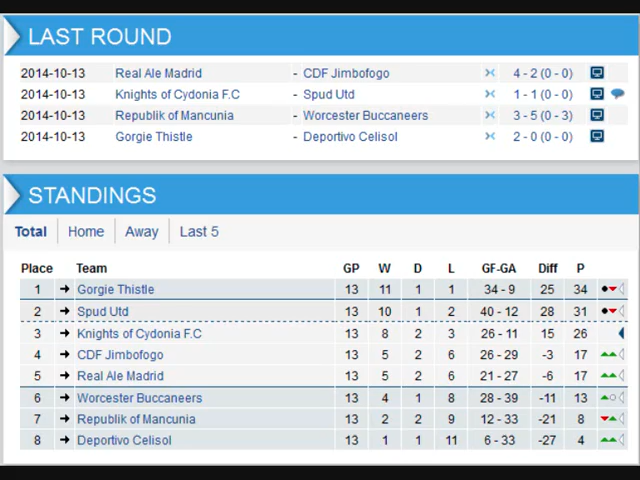 LAST ROUND
2014-10-13 Real Ale Madrid - CDF Jimbofogo 4 - 2 (0 - 0)
2014-10-13 Knights of Cydonia F.C - Spud Utd 1 - 1 (0 - 0)
2014-10-13 Republik of Mancunia - Worcester Buccaneers 3 - 5 (0 - 3)
2014-10-13 Gorgie Thistle - Deportivo Celisol 2 - 0 (0 - 0)
STANDINGS
Total Home Away Last 5
Place Team GP W D L GF-GA Diff P
1 Gorgie Thistle 13 11 1 1 34 - 9 25 34
2 Spud Utd 13 10 1 2 40 - 12 28 31
3 Knights of Cydonia F.C 13 8 2 3 26 - 11 15 26
4 CDF Jimbofogo 13 5 2 6 26 - 29 -3 17
5 Real Ale Madrid 13 5 2 6 21 - 27 -6 17
6 Worcester Buccaneers 13 4 1 8 28 - 39 -11 13
7 Republik of Mancunia 13 2 2 9 12 - 33 -21 8
8 Deportivo Celisol 13 1 1 11 6 - 33 -27 4